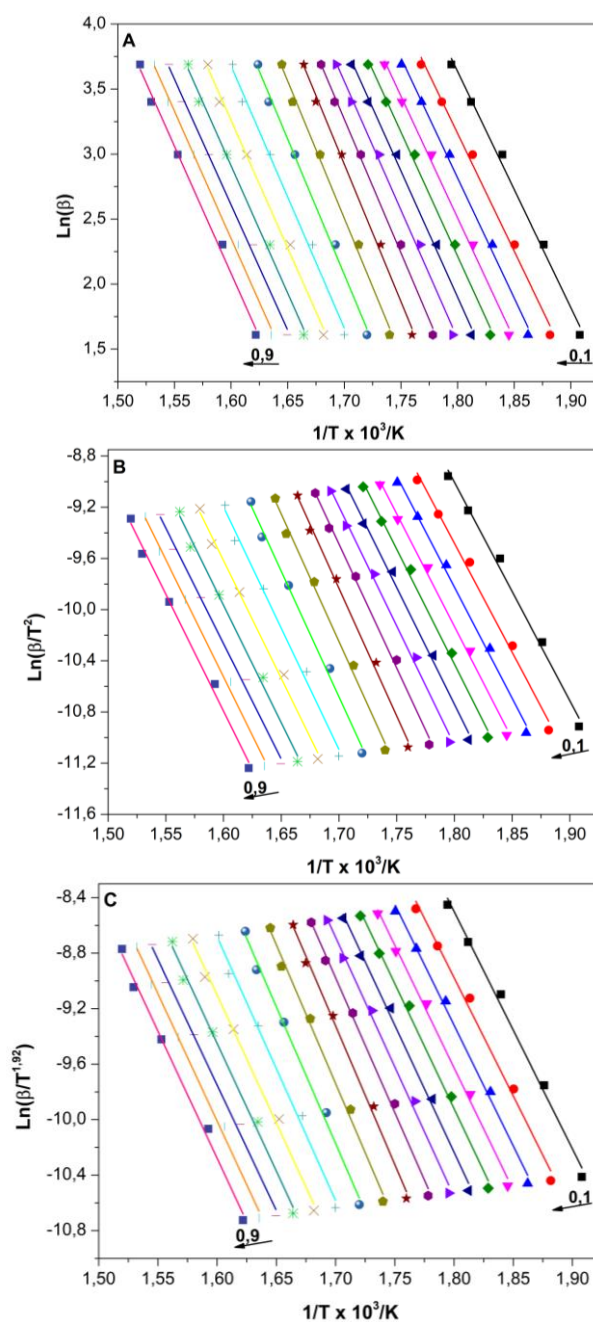 A
4,0
3,5
3,0
2,5
2,0
1,5
Ln(β)
0,9
0,1
1,50 1,55 1,60 1,65 1,70 1,75 1,80 1,85 1,90
1/T x 10³/K
B
-8,8
-9,2
-9,6
-10,0
-10,4
-10,8
-11,2
-11,6
Ln(β/T²)
0,9
0,1
1,50 1,55 1,60 1,65 1,70 1,75 1,80 1,85 1,90
1/T x 10³/K
C
-8,4
-8,8
-9,2
-9,6
-10,0
-10,4
-10,8
Ln(β/T¹,⁹²)
0,9
0,1
1,50 1,55 1,60 1,65 1,70 1,75 1,80 1,85 1,90
1/T x 10³/K